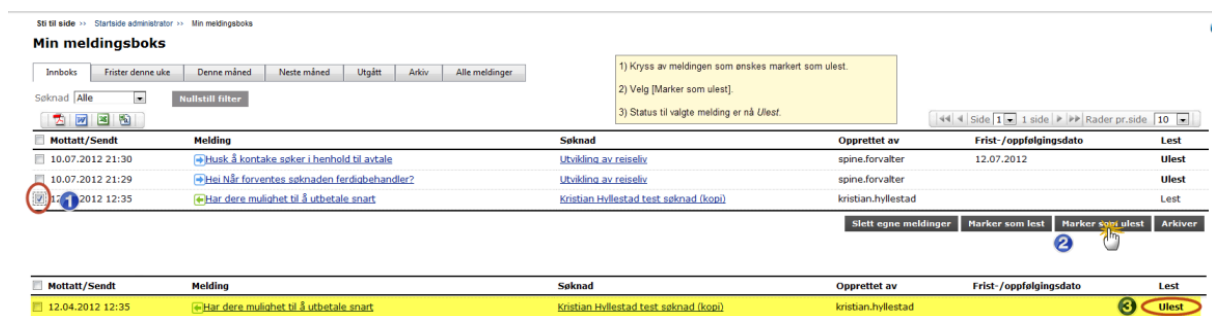 Sti til side ›› Startside administrator ›› Min meldingsboks
Min meldingsboks
Innboks Frister denne uke Denne måned Neste måned Utgått Arkiv Alle meldinger
1) Kryss av meldingen som ønskes markert som ulest.
2) Velg [Marker som ulest].
3) Status til valgte melding er nå Ulest.
Søknad Alle Nullstill filter
Side 1 1 side Rader pr.side 10
Mottatt/Sendt Melding Søknad Opprettet av Frist-/oppfølgingsdato Lest
10.07.2012 21:30 Husk å kontake søker i henhold til avtale Utvikling av reiseliv spine.forvalter 12.07.2012 Ulest
10.07.2012 21:29 Hei Når forventes søknaden ferdigbehandler? Utvikling av reiseliv spine.forvalter Ulest
1 2012 12:35 Har dere mulighet til å utbetale snart Kristian Hyllestad test søknad (kopi) kristian.hyllestad Lest
Slett egne meldinger Marker som lest Marker som ulest Arkiver
2
Mottatt/Sendt Melding Søknad Opprettet av Frist-/oppfølgingsdato Lest
12.04.2012 12:35 Har dere mulighet til å utbetale snart Kristian Hyllestad test søknad (kopi) kristian.hyllestad 3 Ulest